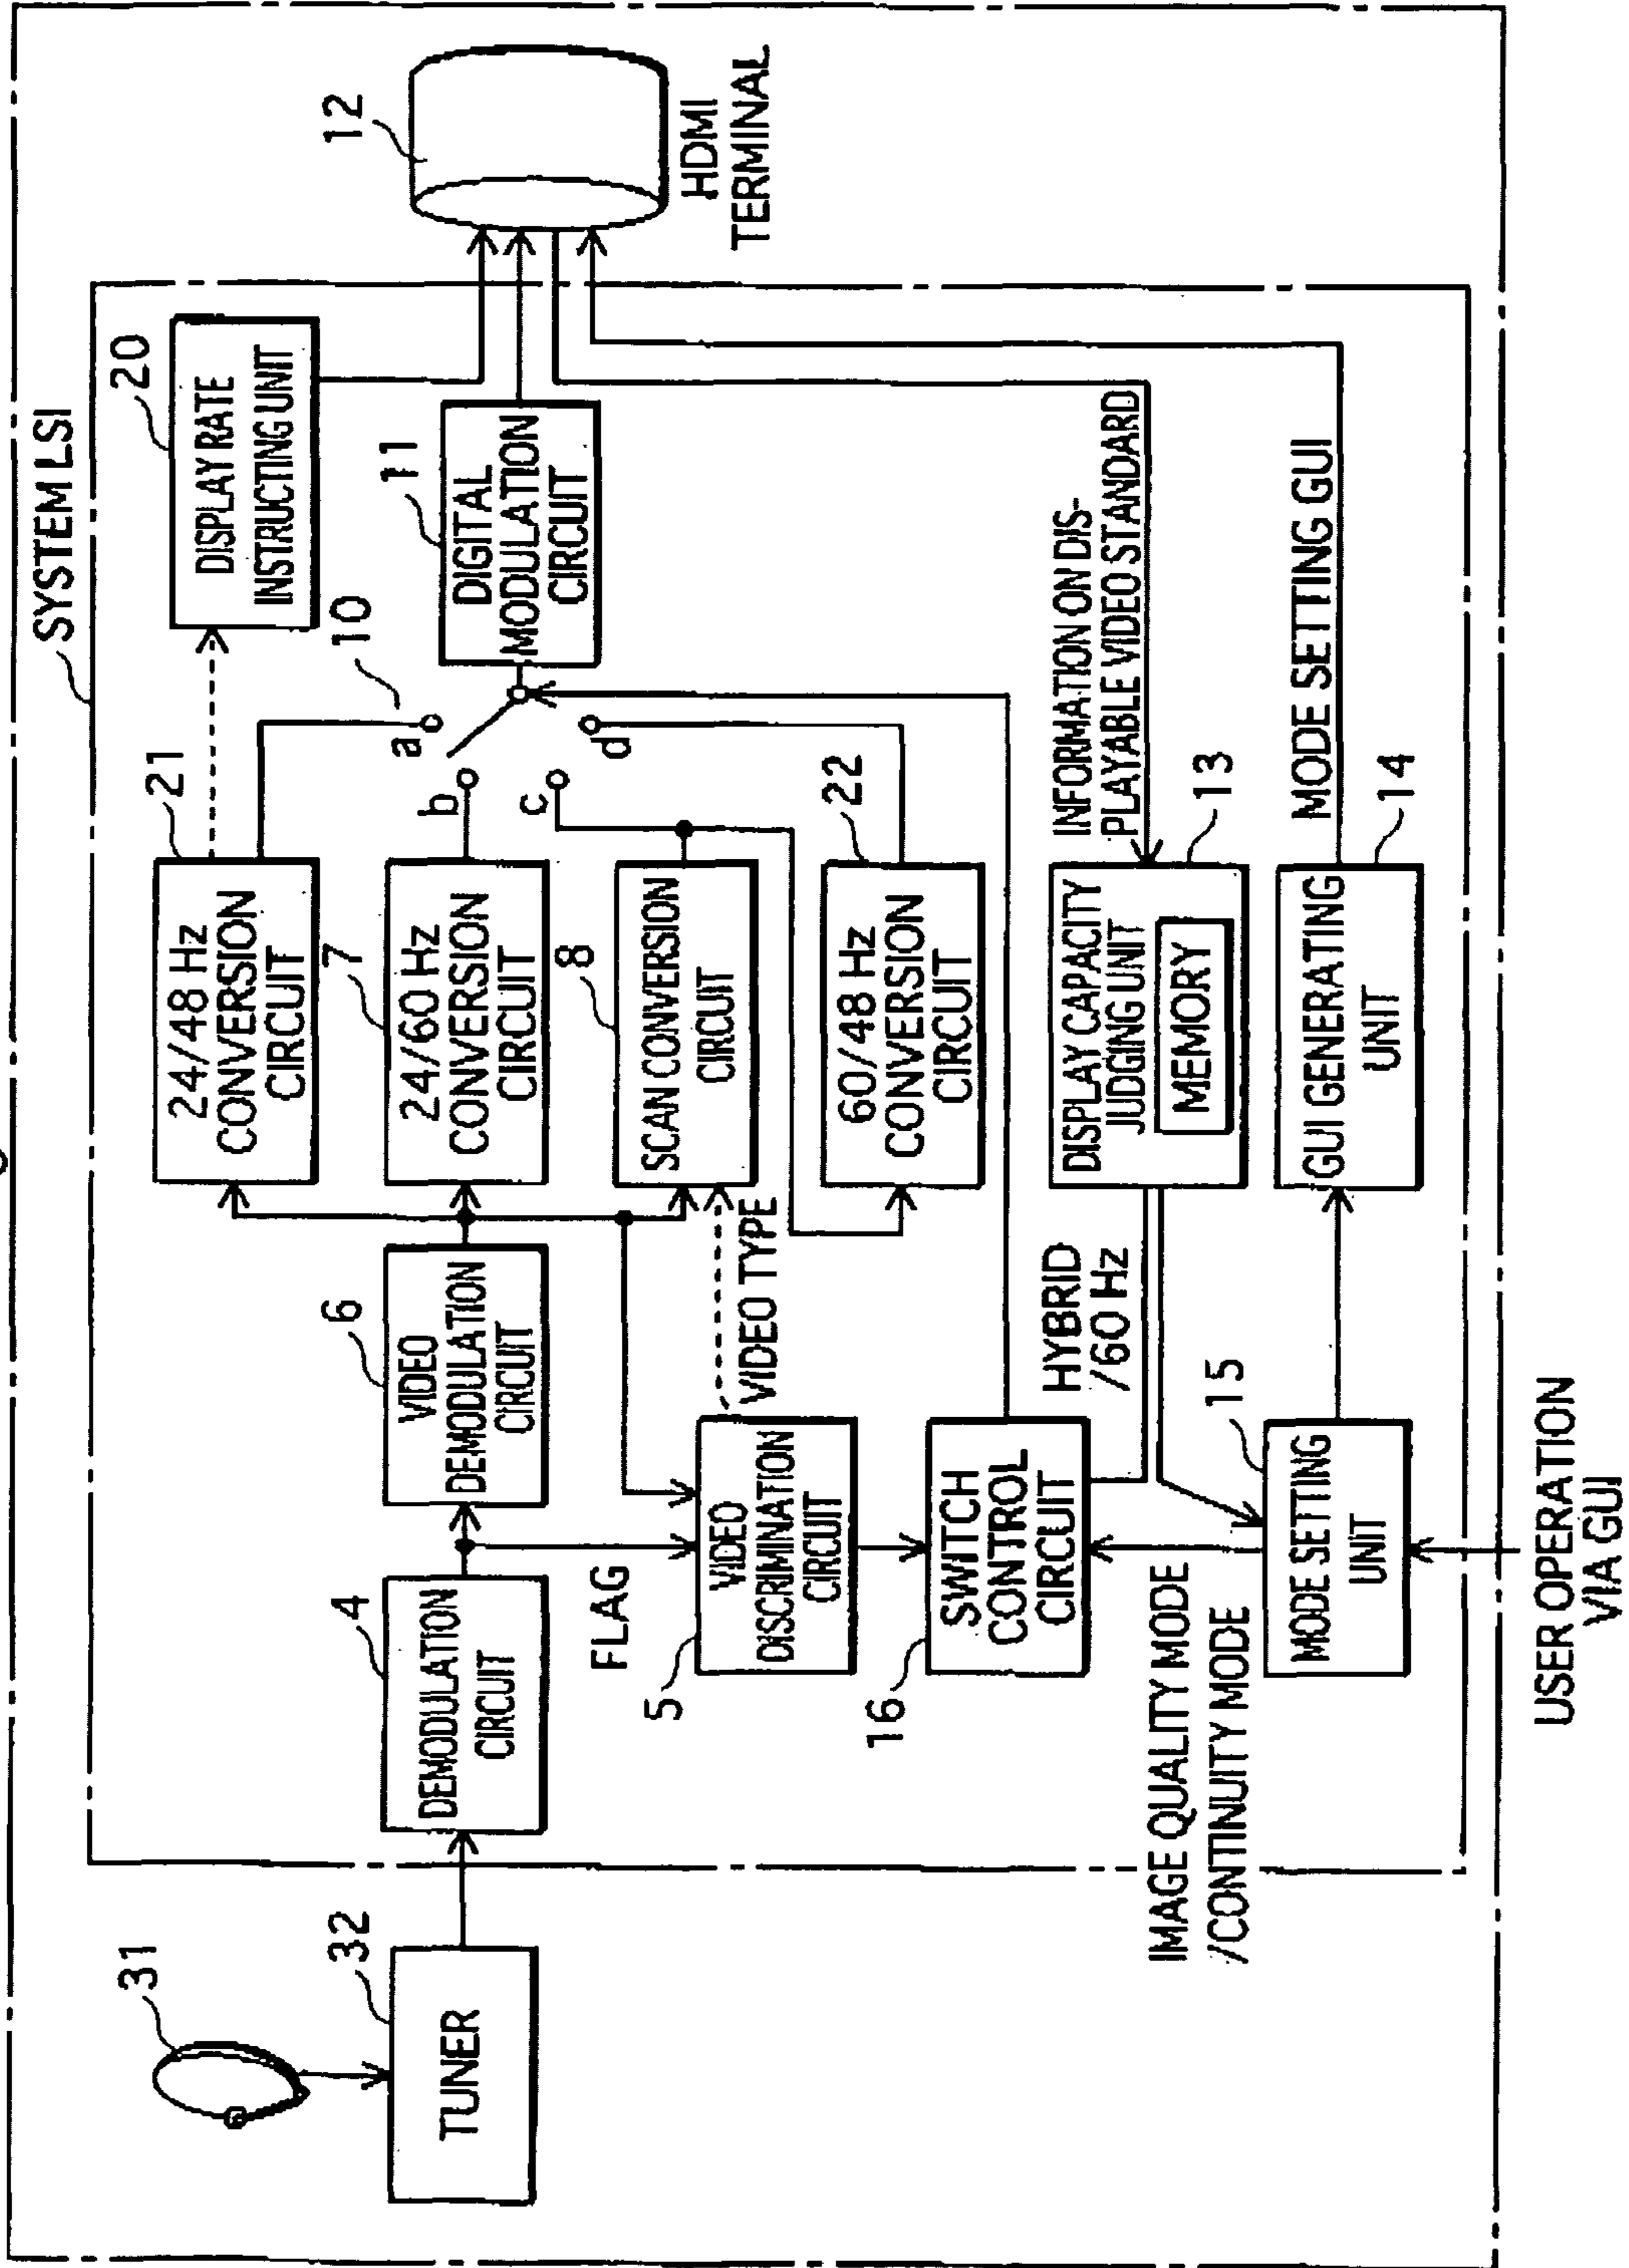 SYSTEM LSI
31
32
TUNER
4
DEMODULATION
CIRCUIT
6
VIDEO
DEMODULATION
CIRCUIT
21
24/48 Hz
CONVERSION
CIRCUIT
7
24/60 Hz
CONVERSION
CIRCUIT
8
SCAN CONVERSION
CIRCUIT
22
60/48 Hz
CONVERSION
CIRCUIT
20
DISPLAY RATE
INSTRUCTING UNIT
10
a
b
c
d
11
DIGITAL
MODULATION
CIRCUIT
12
HDMI
TERMINAL
FLAG
5
VIDEO
DISCRIMINATION
CIRCUIT
VIDEO TYPE
16
SWITCH
CONTROL
CIRCUIT
HYBRID
/60 Hz
INFORMATION ON DIS-
PLAYABLE VIDEO STANDARD
13
DISPLAY CAPACITY
JUDGING UNIT
MEMORY
IMAGE QUALITY MODE
/CONTINUITY MODE
15
MODE SETTING
UNIT
14
GUI GENERATING
UNIT
MODE SETTING GUI
USER OPERATION
VIA GUI